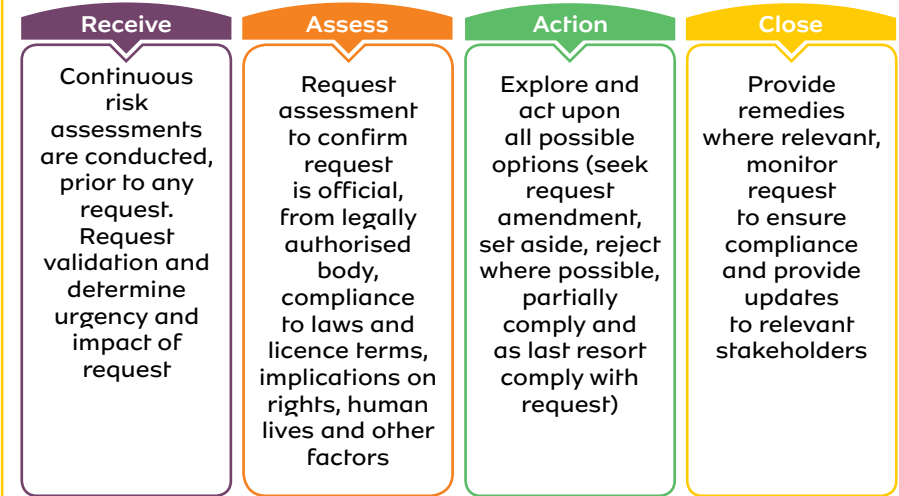 Receive
Continuous
risk
assessments
are conducted,
prior to any
request.
Request
validation and
determine
urgency and
impact of
request
Assess
Request
assessment
to confirm
request
is official,
from legally
authorised
body,
compliance
to laws and
licence terms,
implications on
rights, human
lives and other
factors
Action
Explore and
act upon
all possible
options (seek
request
amendment,
set aside, reject
where possible,
partially
comply and
as last resort
comply with
request)
Close
Provide
remedies
where relevant,
monitor
request
to ensure
compliance
and provide
updates
to relevant
stakeholders